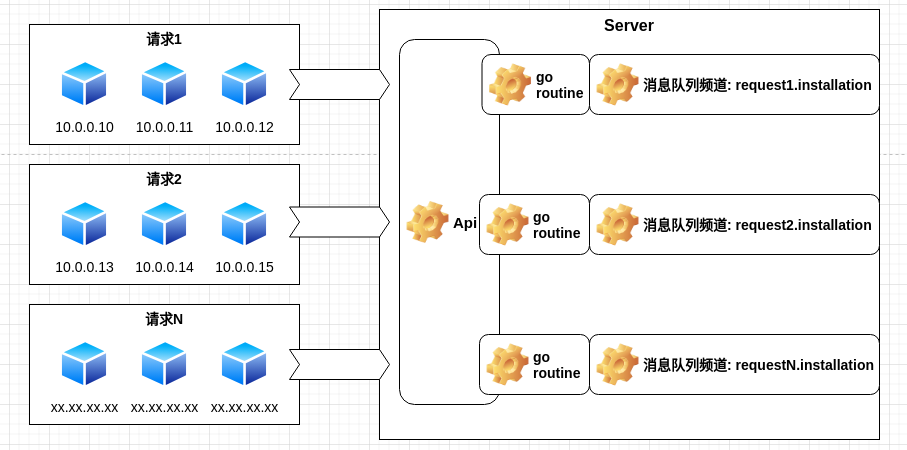 Server
请求1
10.0.0.10 10.0.0.11 10.0.0.12
go
routine
消息队列频道: request1.installation
请求2
10.0.0.13 10.0.0.14 10.0.0.15
Api
go
routine
消息队列频道: request2.installation
请求N
xx.xx.xx.xx xx.xx.xx.xx xx.xx.xx.xx
go
routine
消息队列频道: requestN.installation